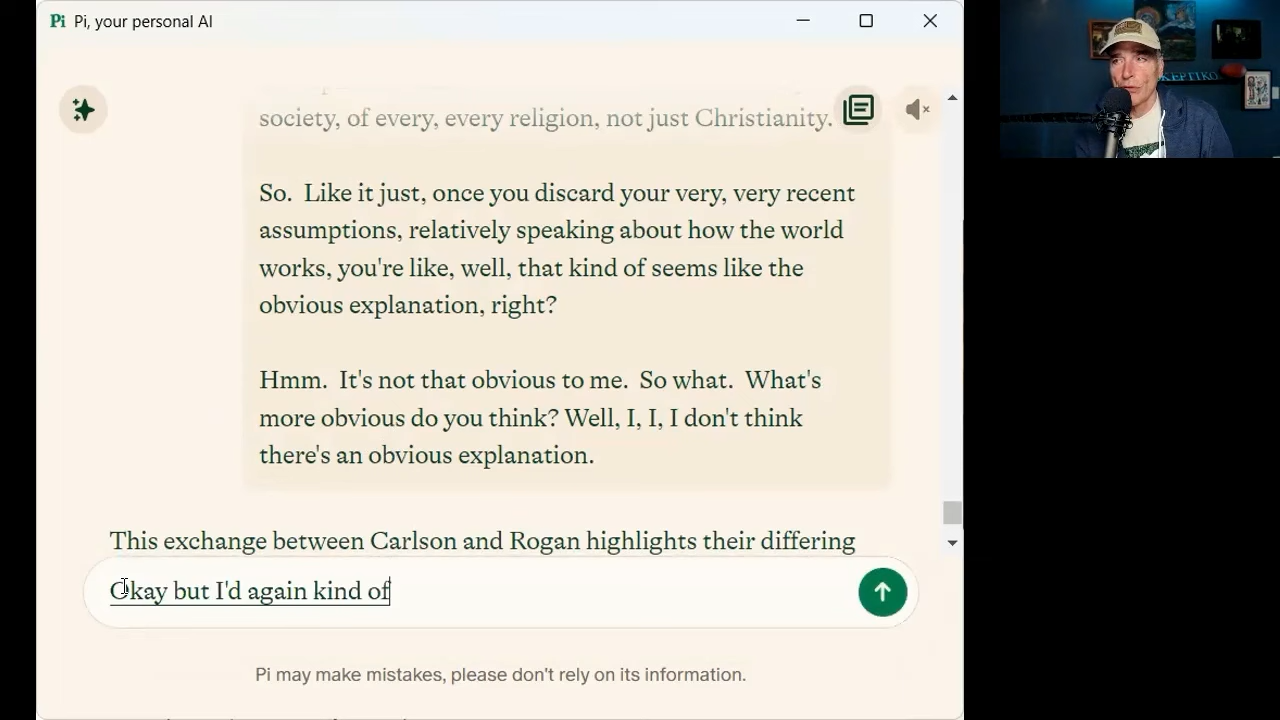 Pi Pi, your personal AI
society, of every, every religion, not just Christianity.
So.  Like it just, once you discard your very, very recent
assumptions, relatively speaking about how the world
works, you're like, well, that kind of seems like the
obvious explanation, right?
Hmm.  It's not that obvious to me.  So what.  What's
more obvious do you think? Well, I, I, I don't think
there's an obvious explanation.
This exchange between Carlson and Rogan highlights their differing
Okay but I'd again kind of
Pi may make mistakes, please don't rely on its information.